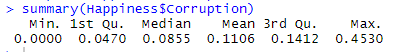 > summary(Happiness$Corruption)
Min. 1st Qu. Median Mean 3rd Qu. Max.
0.0000 0.0470 0.0855 0.1106 0.1412 0.4530